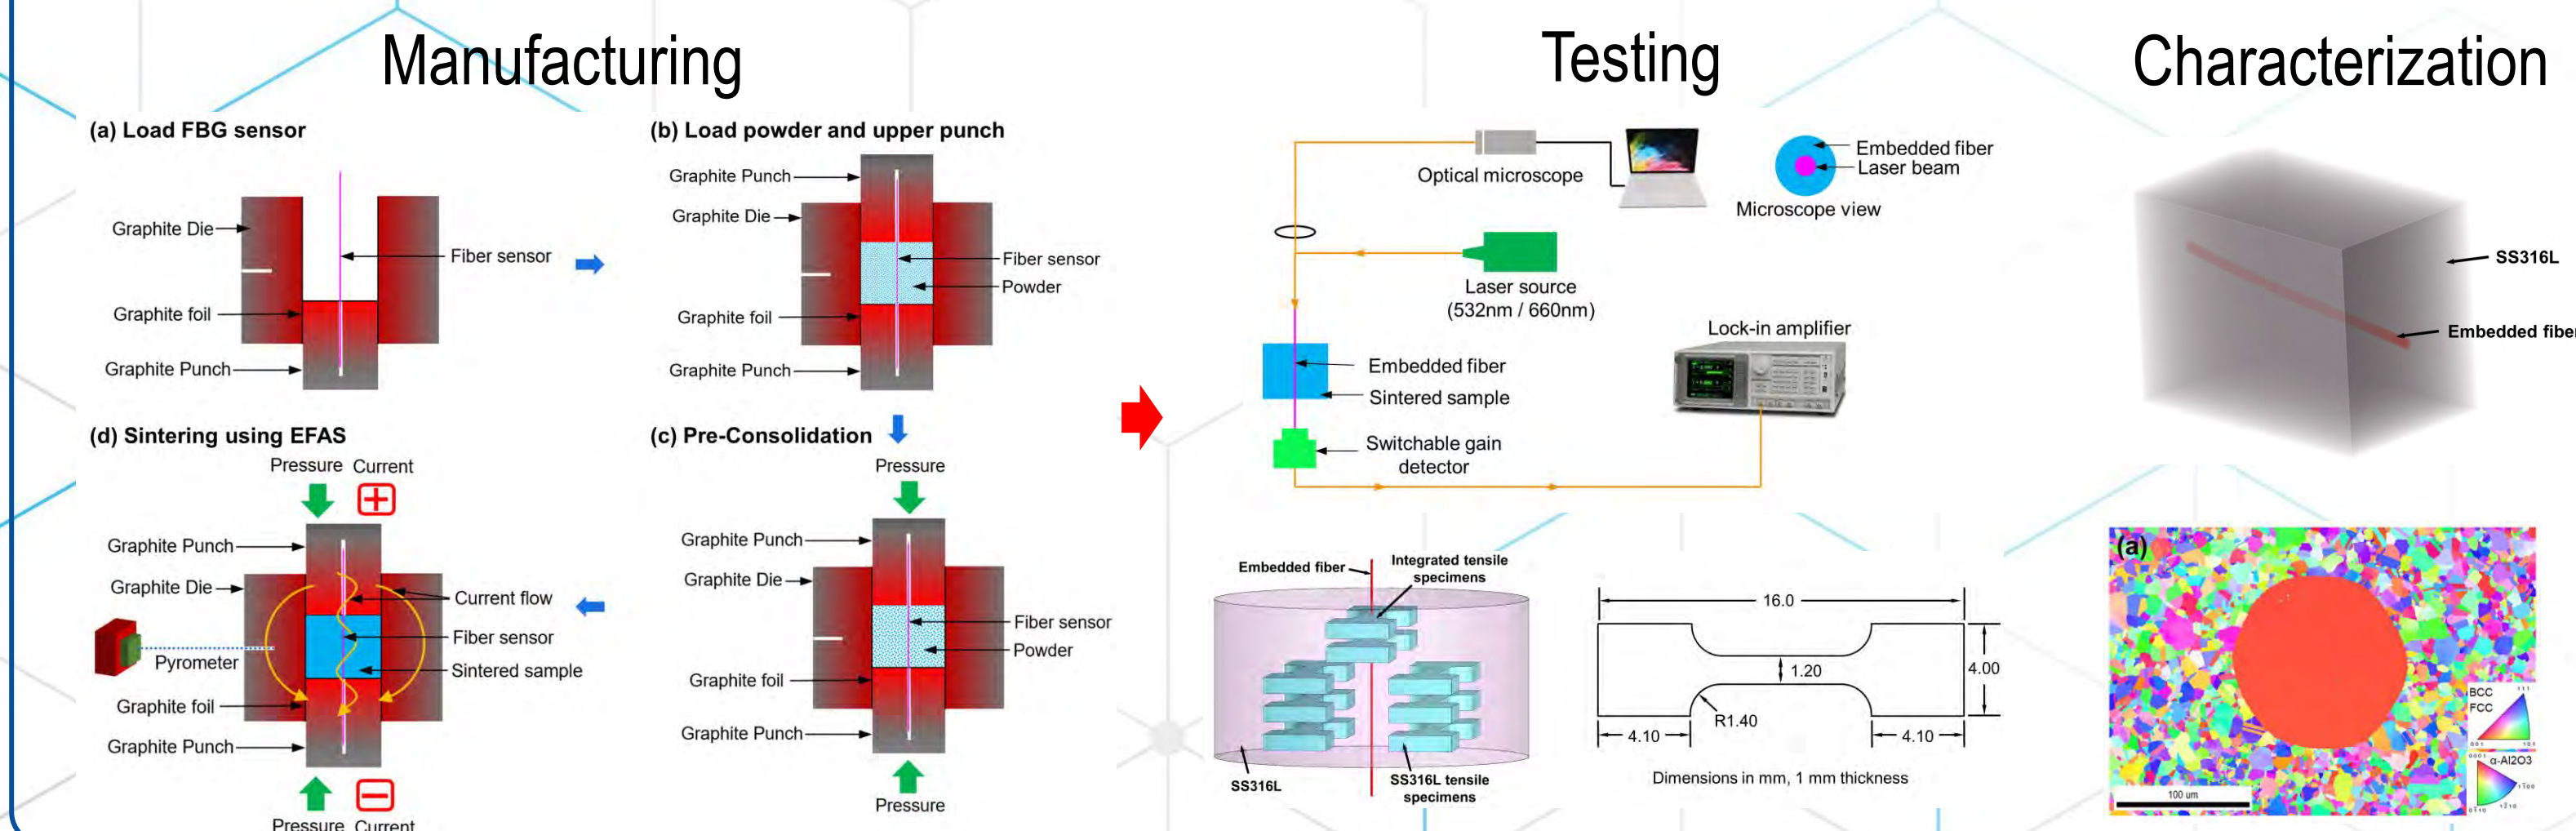 Manufacturing
(a) Load FBG sensor
Graphite Die
Fiber sensor
Graphite foil
Graphite Punch
(b) Load powder and upper punch
Graphite Punch
Graphite Die
Fiber sensor
Powder
Graphite foil
Graphite Punch
(d) Sintering using EFAS
Pressure Current
Graphite Punch
Graphite Die
Current flow
Fiber sensor
Pyrometer
Sintered sample
Graphite foil
Graphite Punch
Pressure Current
(c) Pre-Consolidation
Pressure
Graphite Punch
Graphite Die
Fiber sensor
Powder
Graphite foil
Graphite Punch
Pressure
Testing
Optical microscope
Embedded fiber
Laser beam
Microscope view
Laser source
(532nm / 660nm)
Lock-in amplifier
Embedded fiber
Sintered sample
Switchable gain
detector
Embedded fiber
Integrated tensile
specimens
SS316L
SS316L tensile
specimens
16.0
1.20
4.00
R1.40
4.10
4.10
Dimensions in mm, 1 mm thickness
Characterization
SS316L
Embedded fiber
(a)
BCC
FCC
111
001
101
0001
α-Al2O3
100 um